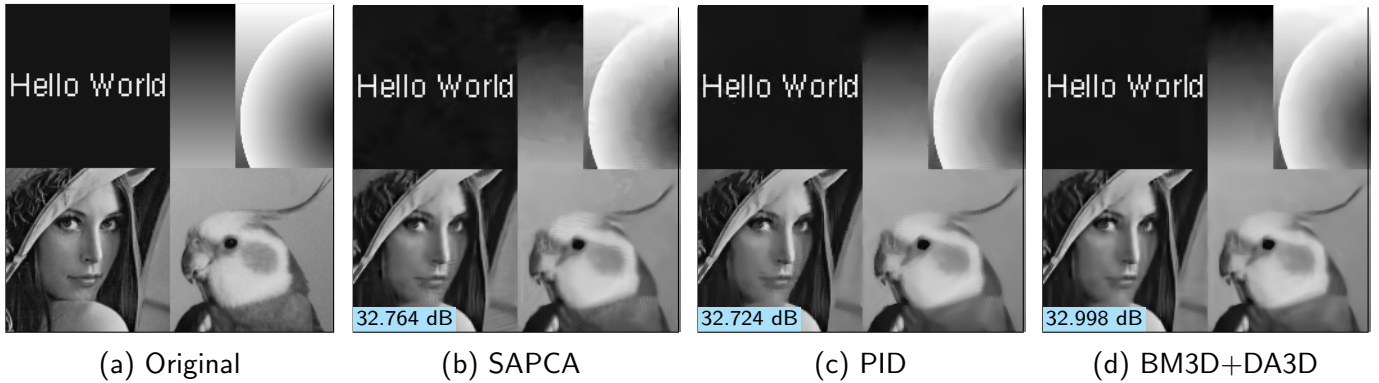 Hello World
Hello World
Hello World
Hello World
32.764 dB
32.724 dB
32.998 dB
(a) Original
(b) SAPCA
(c) PID
(d) BM3D+DA3D